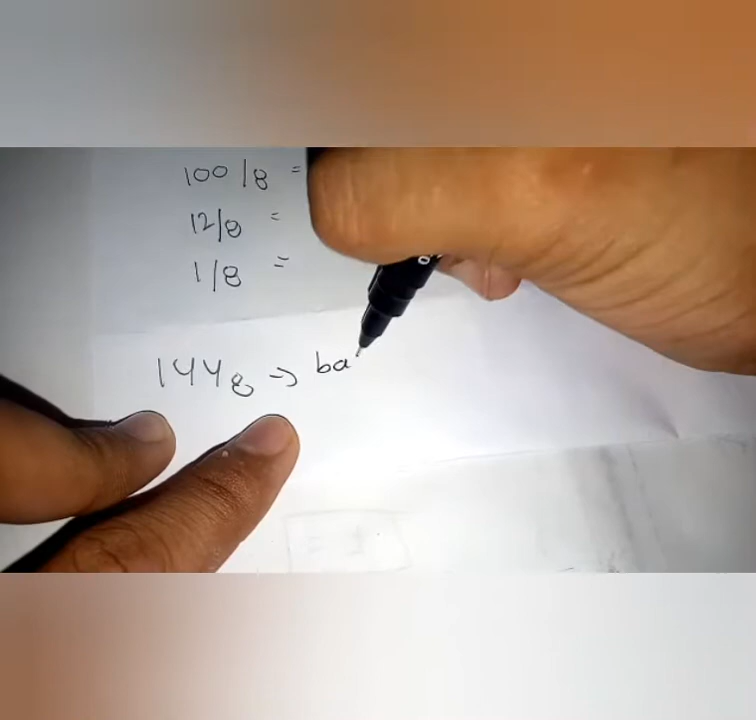 100/8 =
12/8 =
1/8 =
144₈ → ba